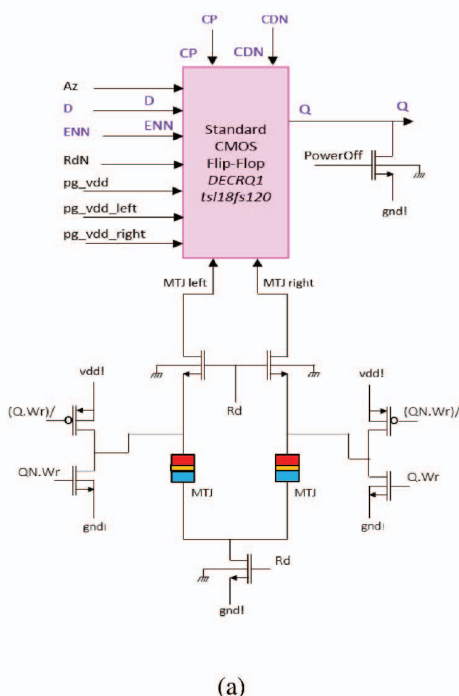 CP
CDN
CP
CDN
Az
D
D
ENN
ENN
RdN
pg_vdd
pg_vdd_left
pg_vdd_right
Standard
CMOS
Flip-Flop
DECRQ1
tsl18fs120
Q
Q
PowerOff
gnd!
MTJ left
MTJ right
vdd!
vdd!
(Q.Wr)/
(QN.Wr)/
Rd
QN.Wr
Q.Wr
MTJ
MTJ
gnd!
gnd!
Rd
gnd!
(a)